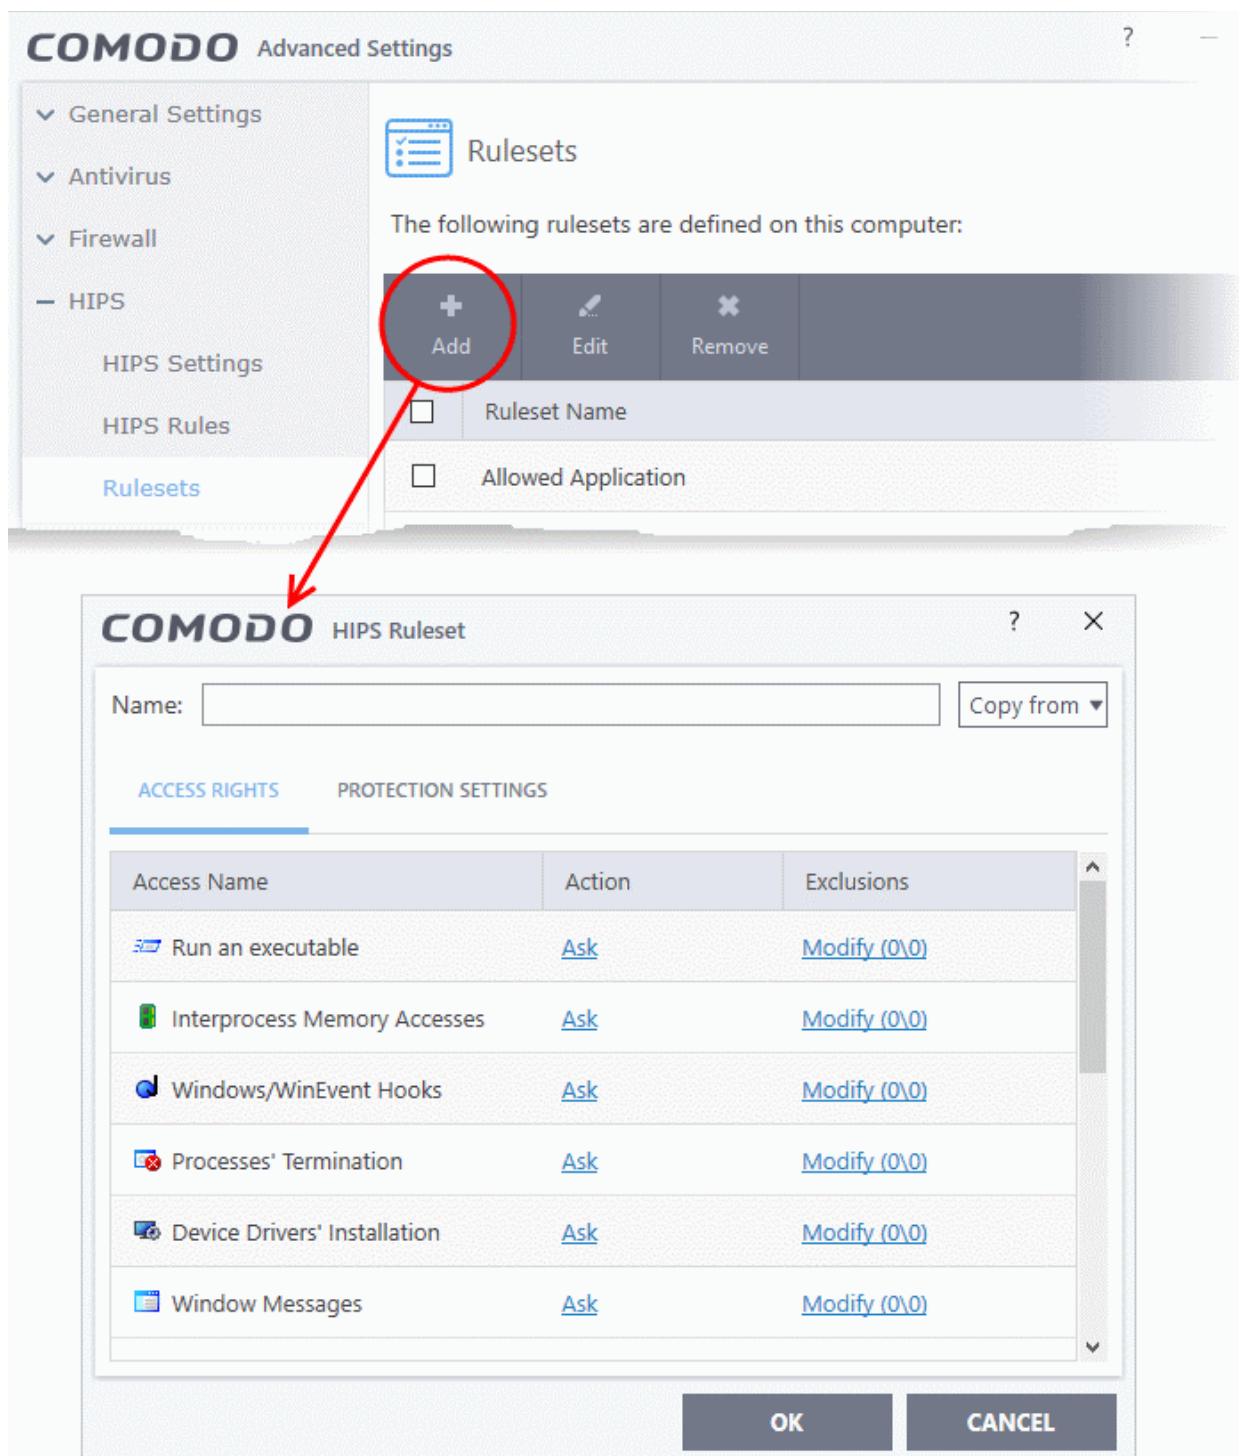 COMODO Advanced Settings ? —
General Settings
Antivirus
Firewall
HIPS
HIPS Settings
HIPS Rules
Rulesets
Rulesets
The following rulesets are defined on this computer:
Add Edit Remove
Ruleset Name
Allowed Application
COMODO HIPS Ruleset ?
Name: Copy from
ACCESS RIGHTS PROTECTION SETTINGS
Access Name Action Exclusions
Run an executable Ask Modify (0\0)
Interprocess Memory Accesses Ask Modify (0\0)
Windows/WinEvent Hooks Ask Modify (0\0)
Processes' Termination Ask Modify (0\0)
Device Drivers' Installation Ask Modify (0\0)
Window Messages Ask Modify (0\0)
OK CANCEL